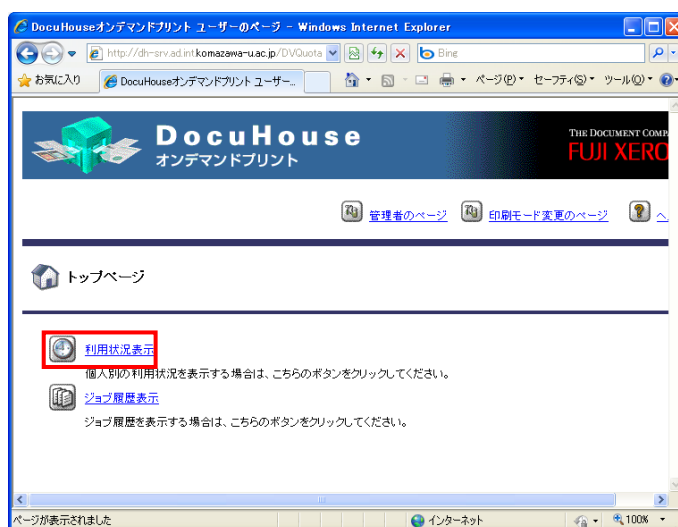 DocuHouseオンデマンドプリント ユーザーのページ - Windows Internet Explorer
http://dh-srv.ad.int.komazawa-u.ac.jp/DVQuota
Bing
お気に入り
DocuHouseオンデマンドプリント ユーザー...
ページ(P)
セーフティ(S)
ツール(O)
DocuHouse
オンデマンドプリント
THE DOCUMENT COMP
FUJI XERO
管理者のページ
印刷モード変更のページ
ヘ
トップページ
利用状況表示
個人別の利用状況を表示する場合は、こちらのボタンをクリックしてください。
ジョブ履歴表示
ジョブ履歴を表示する場合は、こちらのボタンをクリックしてください。
ページが表示されました
インターネット
100%